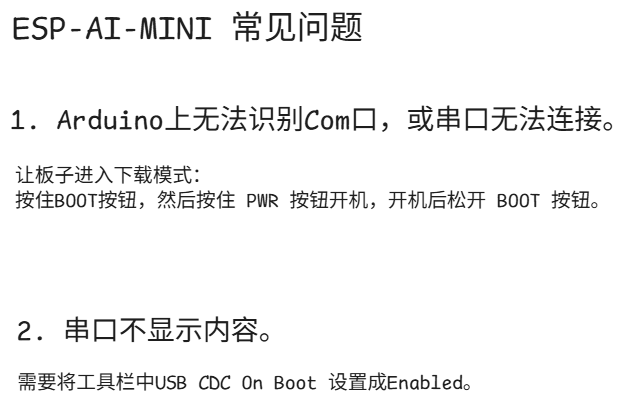 ESP-AI-MINI 常见问题
1. Arduino上无法识别Com口，或串口无法连接。
让板子进入下载模式：
按住BOOT按钮，然后按住 PWR 按钮开机，开机后松开 BOOT 按钮。
2. 串口不显示内容。
需要将工具栏中USB CDC On Boot 设置成Enabled。